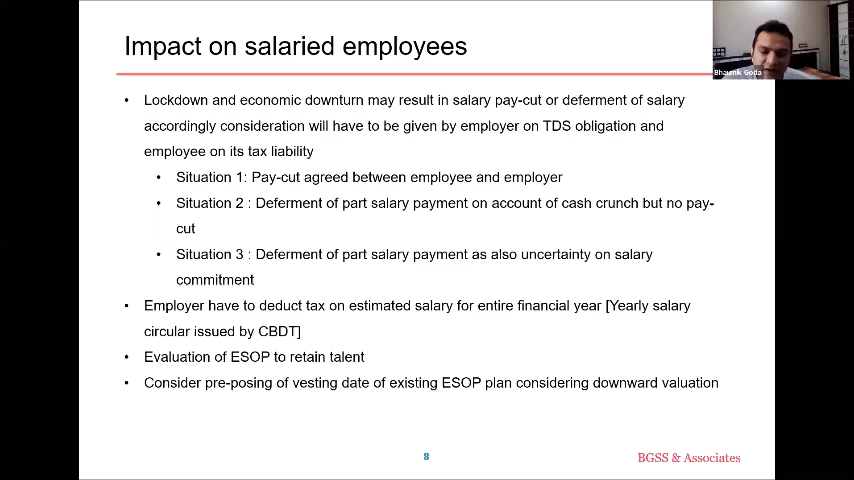 Impact on salaried employees
Bhaumik Goda
• Lockdown and economic downturn may result in salary pay-cut or deferment of salary
accordingly consideration will have to be given by employer on TDS obligation and
employee on its tax liability
• Situation 1: Pay-cut agreed between employee and employer
• Situation 2 : Deferment of part salary payment on account of cash crunch but no pay-
cut
• Situation 3 : Deferment of part salary payment as also uncertainty on salary
commitment
• Employer have to deduct tax on estimated salary for entire financial year [Yearly salary
circular issued by CBDT]
• Evaluation of ESOP to retain talent
• Consider pre-posing of vesting date of existing ESOP plan considering downward valuation
8
BGSS & Associates